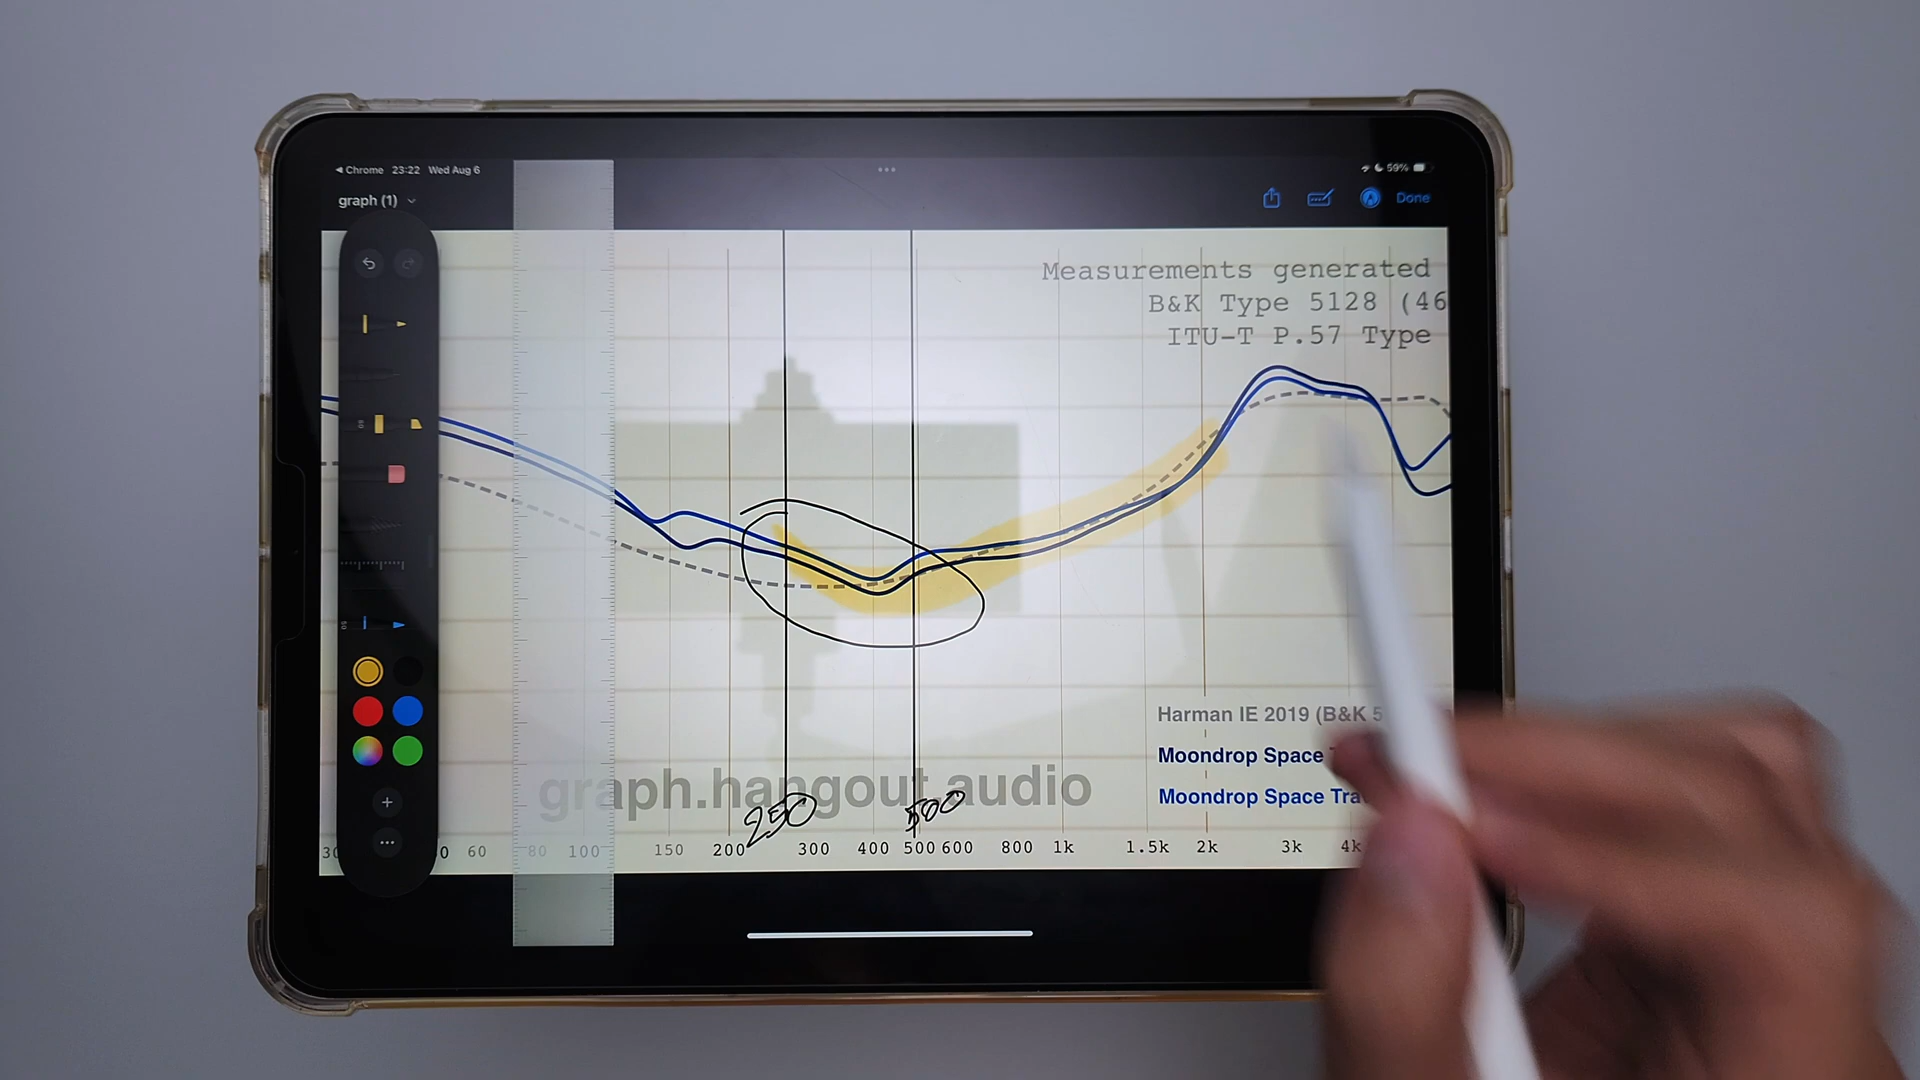 Chrome 23:22 Wed Aug 6
59%
graph (1)
Done
Measurements generated
B&K Type 5128 (46
ITU-T P.57 Type
80
50
Harman IE 2019 (B&K 5
Moondrop Space
Moondrop Space Tra
graph.hangout.audio
250 500
60 80 100 150 200 300 400 500 600 800 1k 1.5k 2k 3k 4k